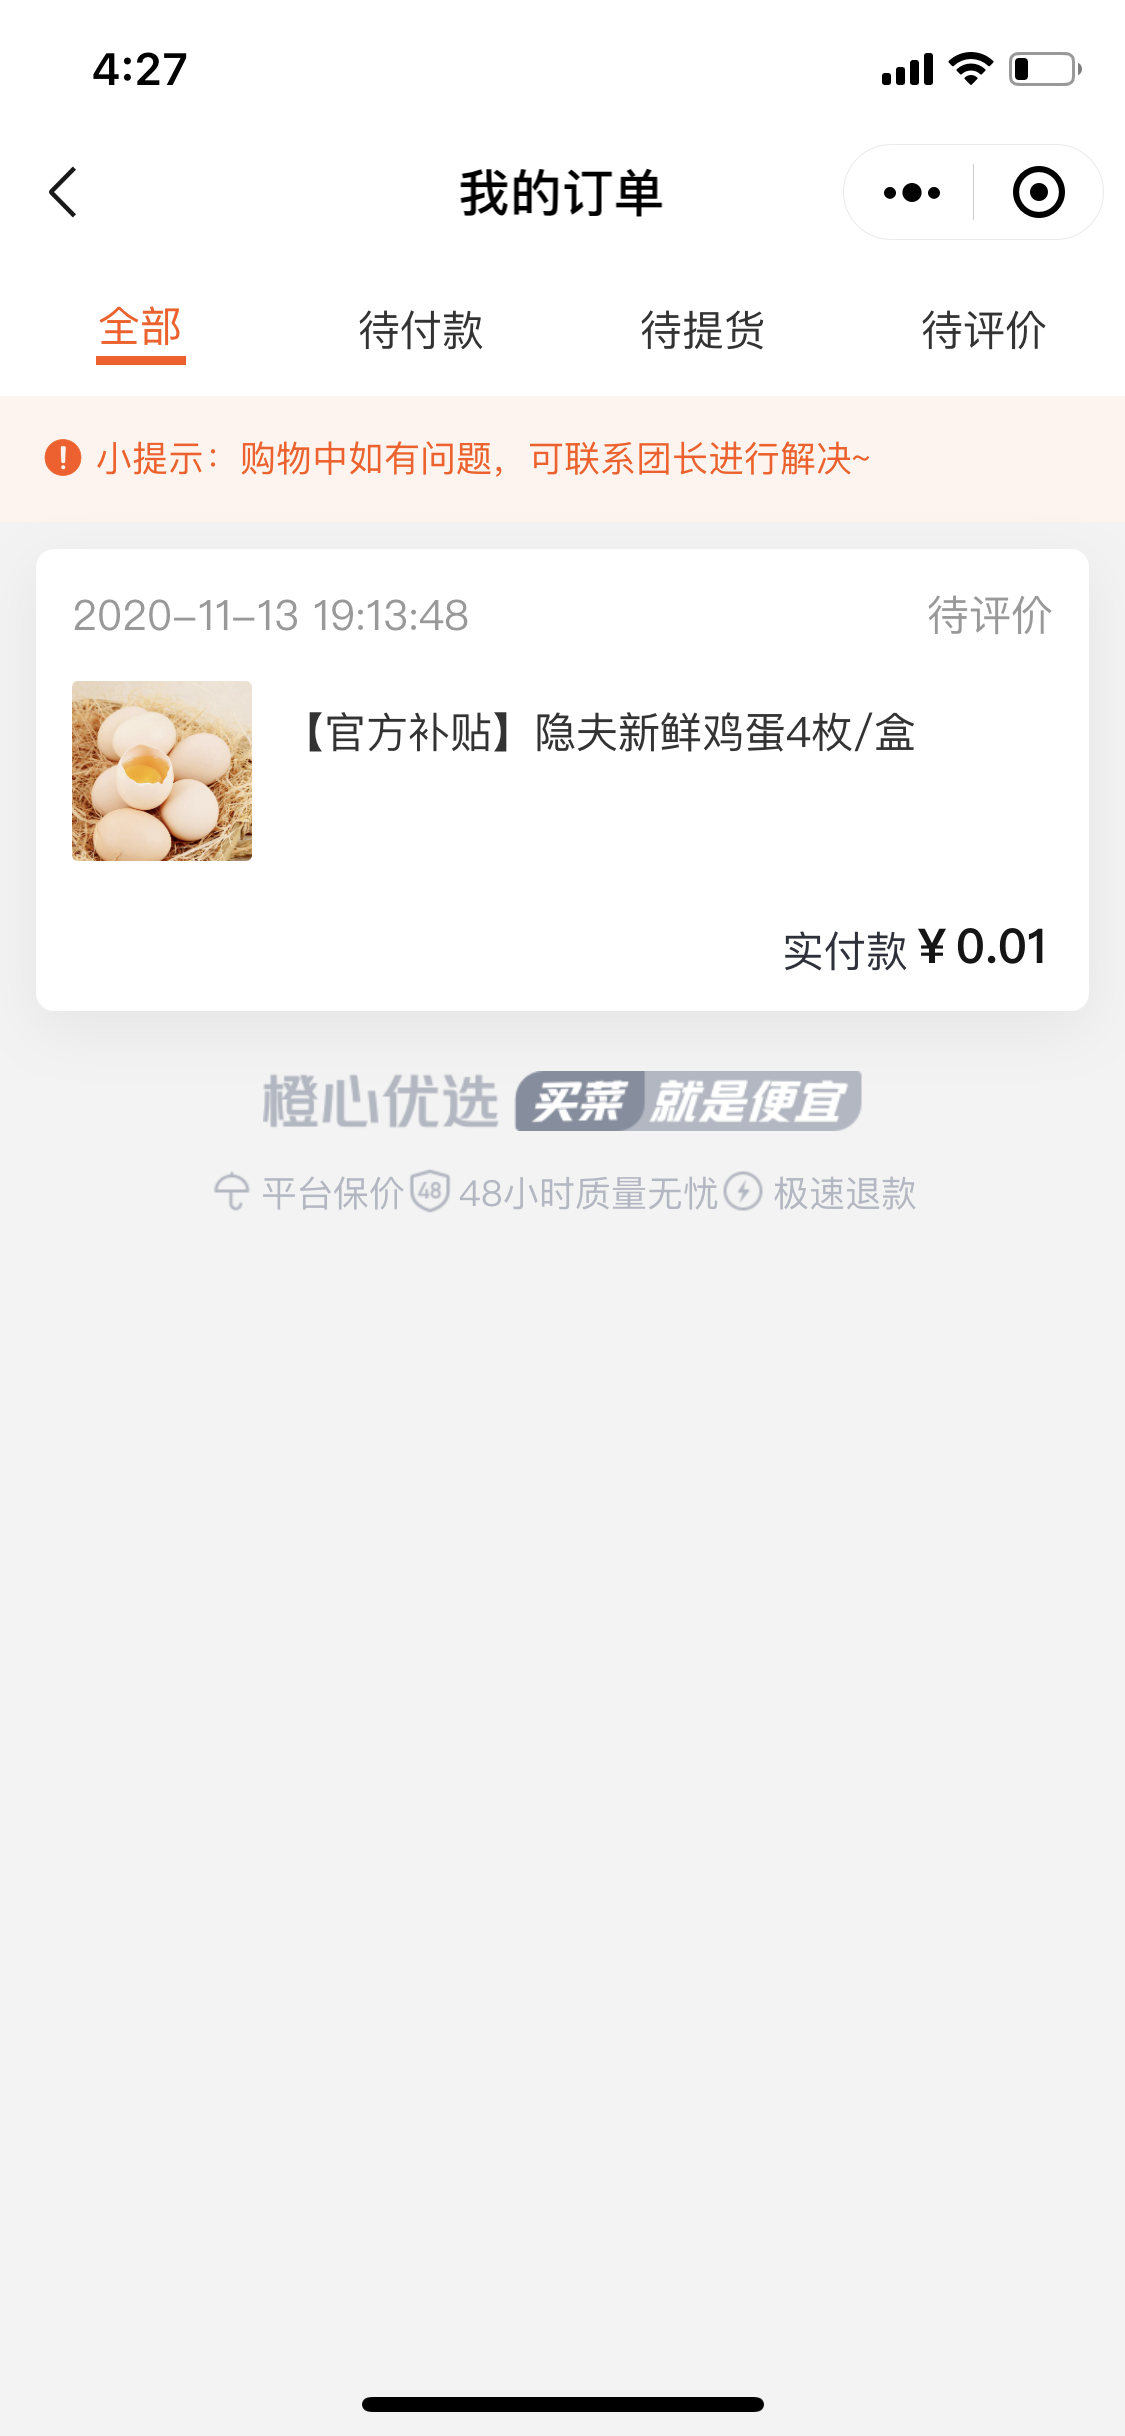 4:27
我的订单
全部 待付款 待提货 待评价
小提示：购物中如有问题，可联系团长进行解决~
2020-11-13 19:13:48 待评价
【官方补贴】隐夫新鲜鸡蛋4枚/盒
实付款 ¥ 0.01
橙心优选 买菜 就是便宜
平台保价 48 48小时质量无忧 极速退款